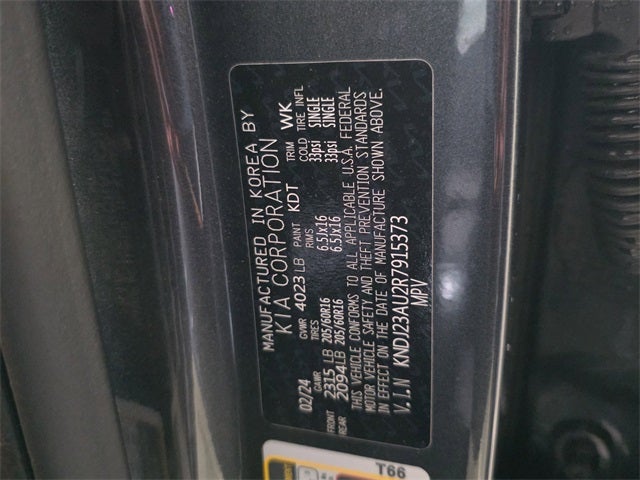 MANUFACTURED IN KOREA BY
KIA CORPORATION
02/24 GVWR 4023 LB PAINT KDT TRIM WK
GAWR TIRES RIMS COLD TIRE INFL
FRONT 2315 LB 205/60R16 6.5Jx16 33psi SINGLE
REAR 2094LB 205/60R16 6.5Jx16 33psi SINGLE
THIS VEHICLE CONFORMS TO ALL APPLICABLE U.S.A. FEDERAL
MOTOR VEHICLE SAFETY AND THEFT PREVENTION STANDARDS
IN EFFECT ON THE DATE OF MANUFACTURE SHOWN ABOVE.
V.I.N KNDJ23AU2R7915373
MPV
T66